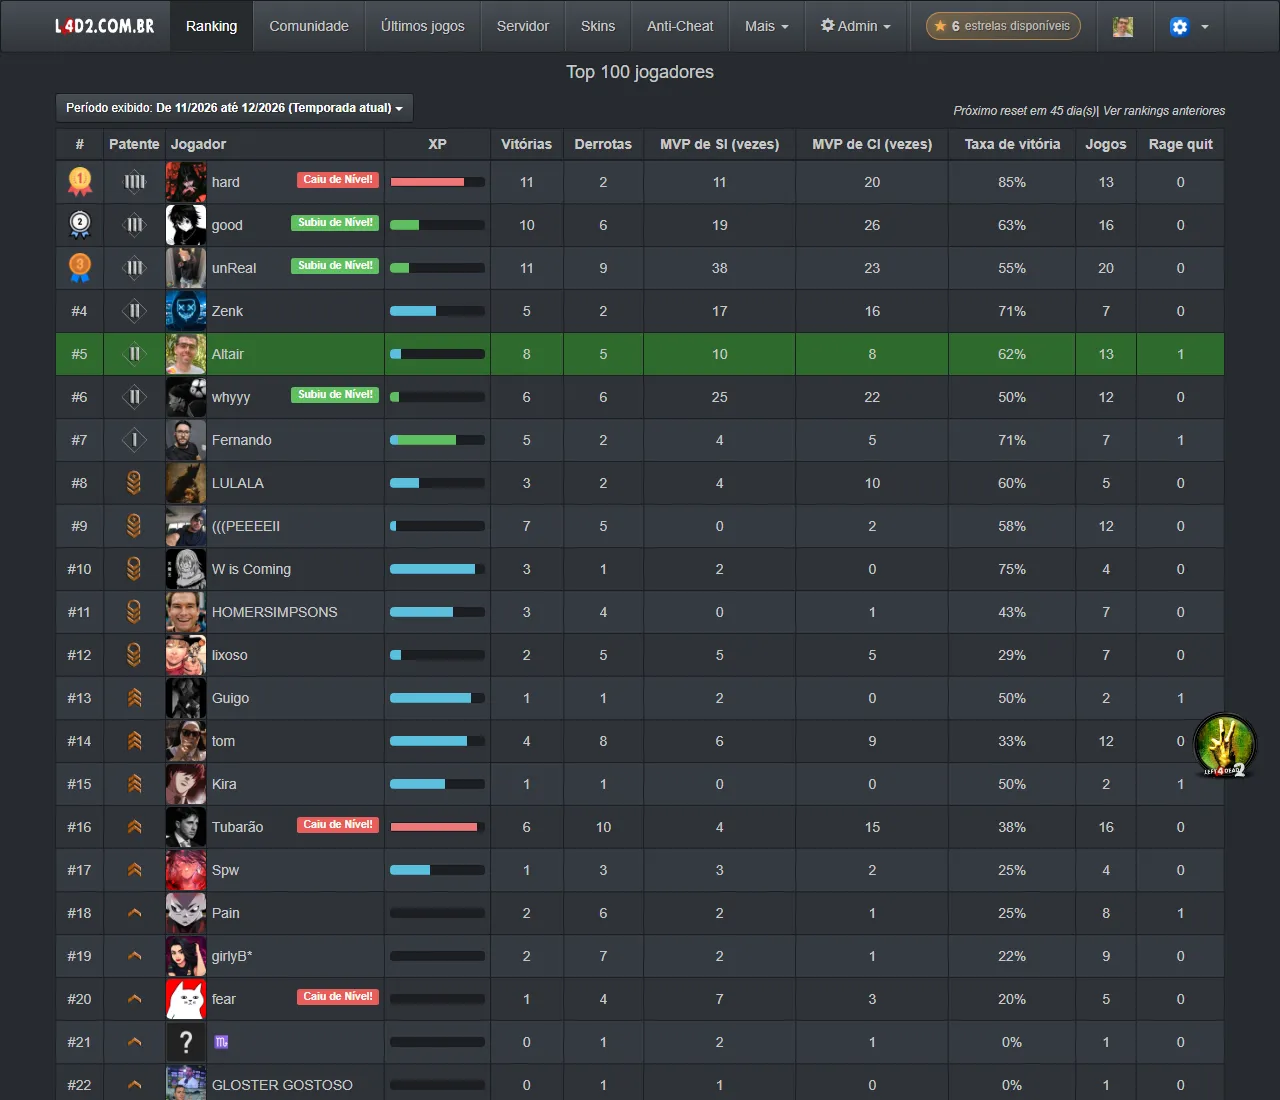 L4D2.COM.BR Ranking Comunidade Últimos jogos Servidor Skins Anti-Cheat Mais Admin 6 estrelas disponíveis
Top 100 jogadores
Período exibido: De 11/2026 até 12/2026 (Temporada atual)
Próximo reset em 45 dia(s)| Ver rankings anteriores
# Patente Jogador XP Vitórias Derrotas MVP de SI (vezes) MVP de CI (vezes) Taxa de vitória Jogos Rage quit
1 hard Caiu de Nível! 11 2 11 20 85% 13 0
2 good Subiu de Nível! 10 6 19 26 63% 16 0
3 unReal Subiu de Nível! 11 9 38 23 55% 20 0
#4 Zenk 5 2 17 16 71% 7 0
#5 Altair 8 5 10 8 62% 13 1
#6 whyyy Subiu de Nível! 6 6 25 22 50% 12 0
#7 Fernando 5 2 4 5 71% 7 1
#8 LULALA 3 2 4 10 60% 5 0
#9 (((PEEEEII 7 5 0 2 58% 12 0
#10 W is Coming 3 1 2 0 75% 4 0
#11 HOMERSIMPSONS 3 4 0 1 43% 7 0
#12 lixoso 2 5 5 5 29% 7 0
#13 Guigo 1 1 2 0 50% 2 1
#14 tom 4 8 6 9 33% 12 0
LEFT 4 DEAD 2
#15 Kira 1 1 0 0 50% 2 1
#16 Tubarão Caiu de Nível! 6 10 4 15 38% 16 0
#17 Spw 1 3 3 2 25% 4 0
#18 Pain 2 6 2 1 25% 8 1
#19 girlyB* 2 7 2 1 22% 9 0
#20 fear Caiu de Nível! 1 4 7 3 20% 5 0
#21 ? ♏ 0 1 2 1 0% 1 0
#22 GLOSTER GOSTOSO 0 1 1 0 0% 1 0